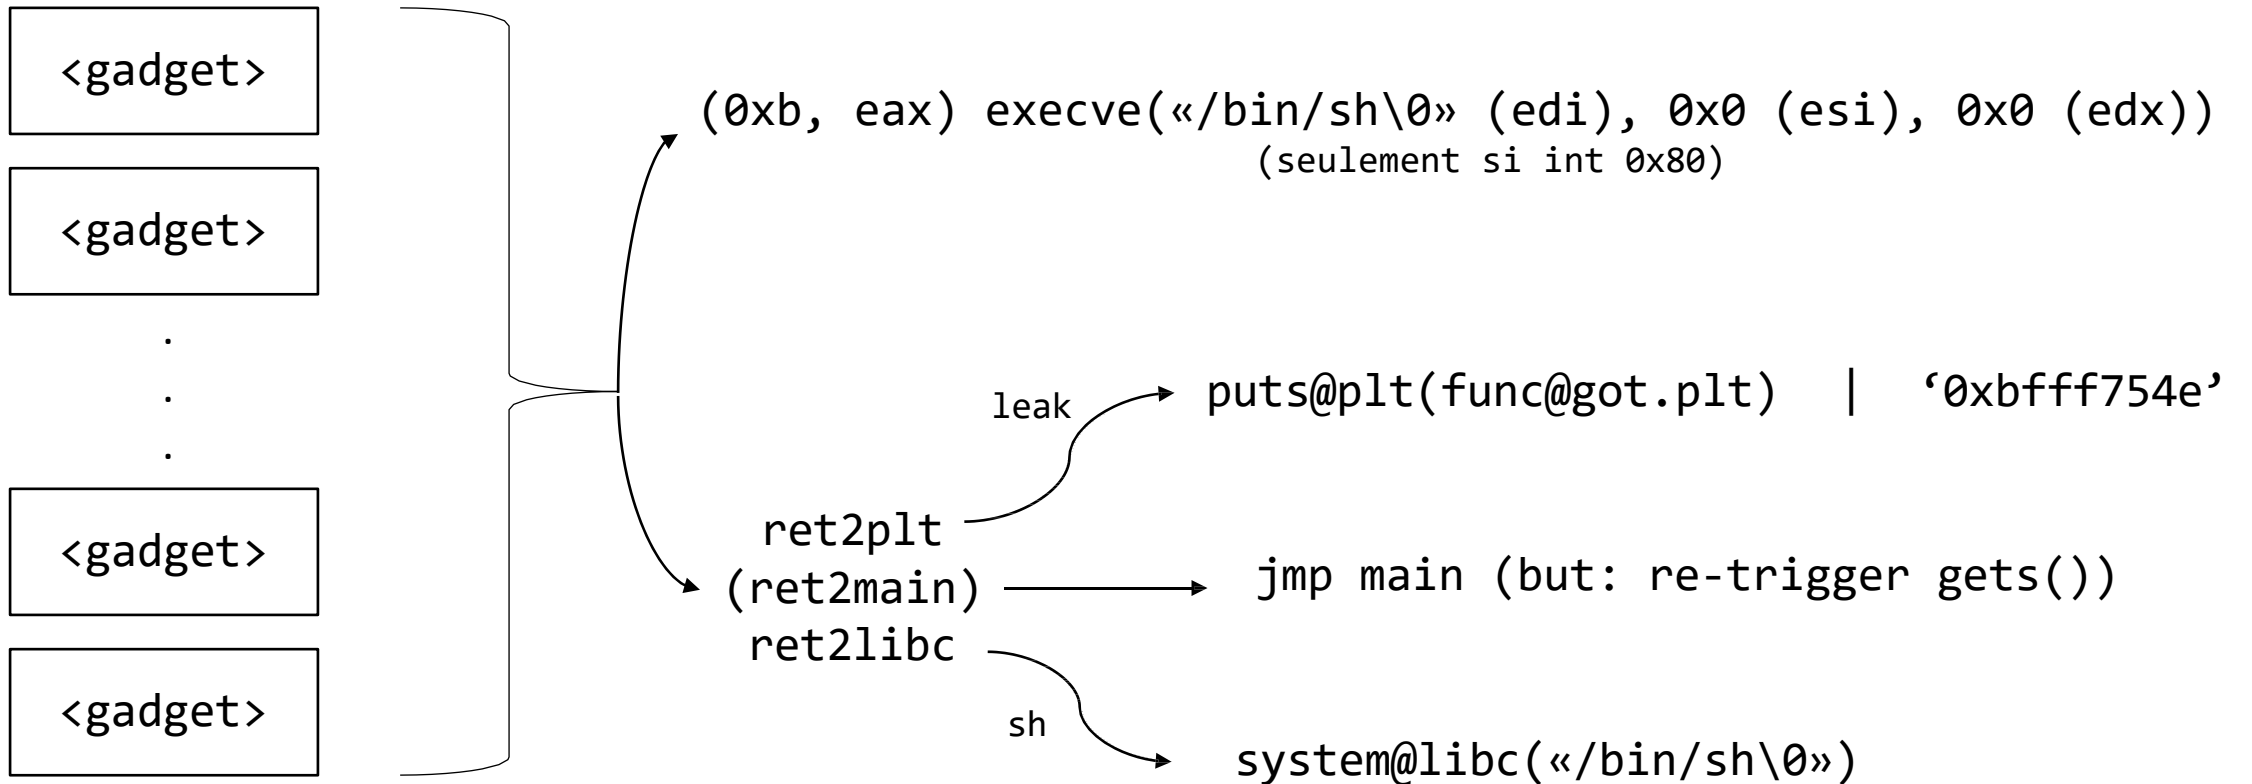 <gadget>
<gadget>
.
.
.
<gadget>
<gadget>
(0xb, eax) execve(«/bin/sh\0» (edi), 0x0 (esi), 0x0 (edx))
(seulement si int 0x80)
leak
puts@plt(func@got.plt) | ‘0xbfff754e’
ret2plt
(ret2main)
ret2libc
jmp main (but: re-trigger gets())
sh
system@libc(«/bin/sh\0»)